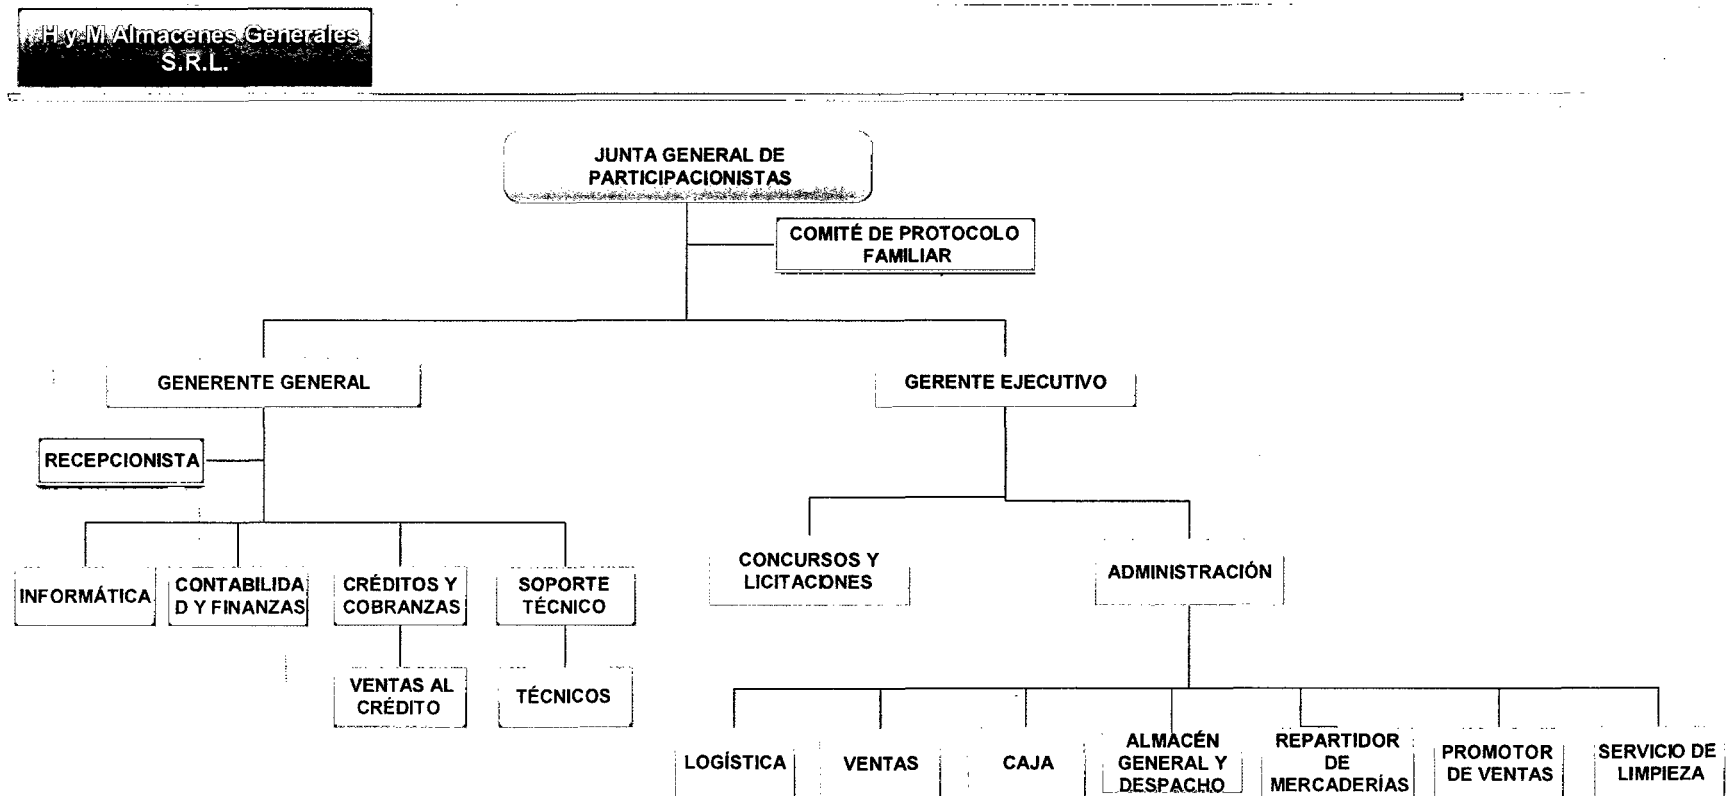 H y M Almacenes Generales
S.R.L.
JUNTA GENERAL DE
PARTICIPACIONISTAS
COMITÉ DE PROTOCOLO
FAMILIAR
GENERENTE GENERAL
GERENTE EJECUTIVO
RECEPCIONISTA
INFORMÁTICA
CONTABILIDA
D Y FINANZAS
CRÉDITOS Y
COBRANZAS
SOPORTE
TÉCNICO
CONCURSOS Y
LICITACIONES
ADMINISTRACIÓN
VENTAS AL
CRÉDITO
TÉCNICOS
LOGÍSTICA
VENTAS
CAJA
ALMACÉN
GENERAL Y
DESPACHO
REPARTIDOR
DE
MERCADERÍAS
PROMOTOR
DE VENTAS
SERVICIO DE
LIMPIEZA